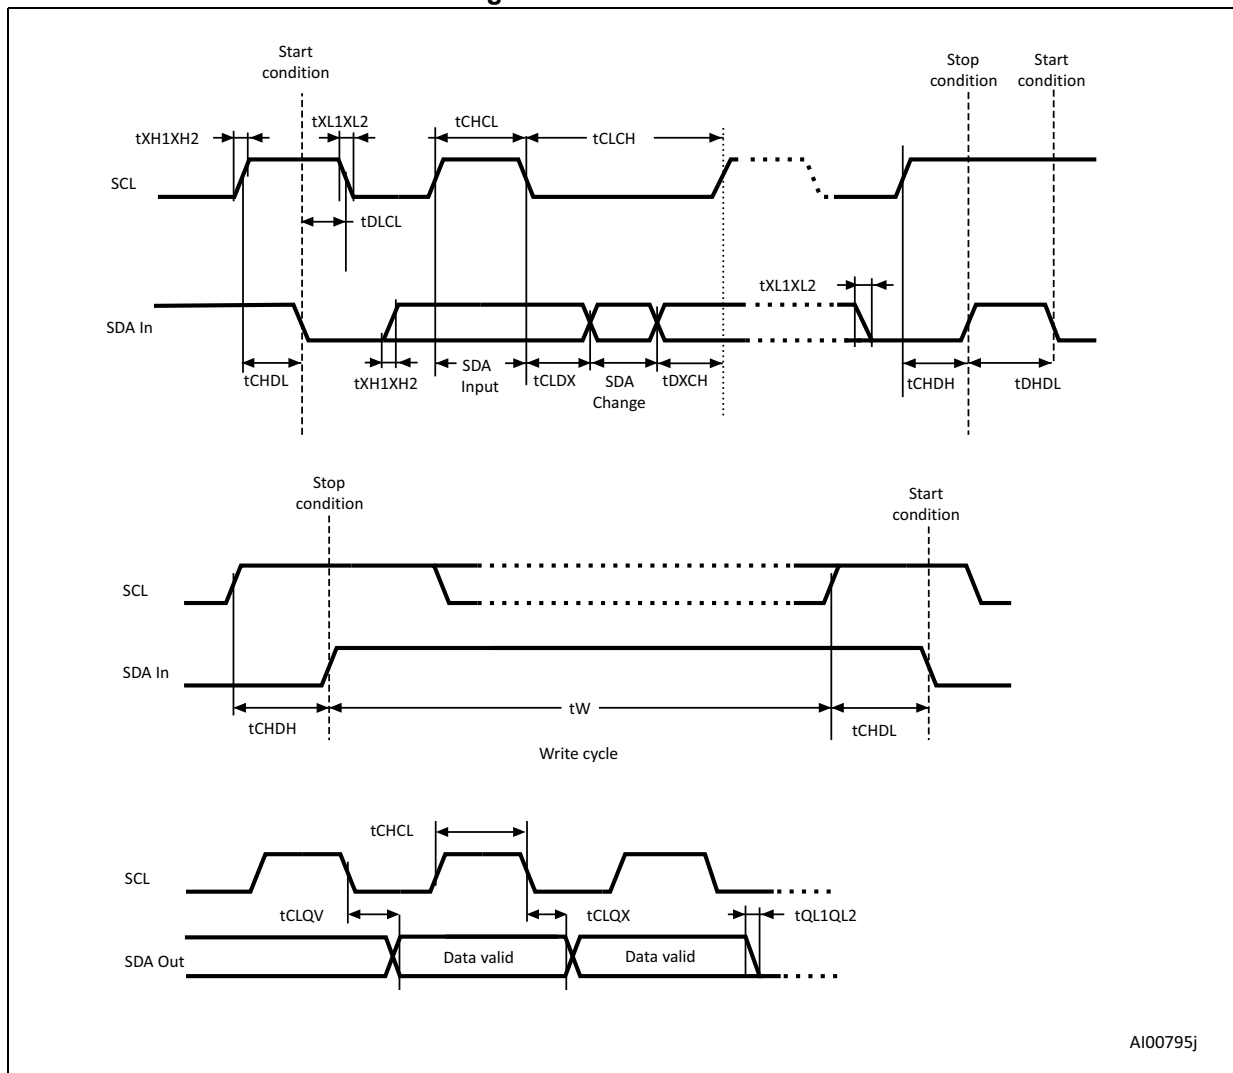 Start
condition
Stop
condition
Start
condition
tXH1XH2
tXL1XL2
tCHCL
tCLCH
SCL
tDLCL
tXL1XL2
SDA In
tCHDL
tXH1XH2
SDA
Input
tCLDX
SDA
Change
tDXCH
tCHDH
tDHDL
Stop
condition
Start
condition
SCL
SDA In
tCHDH
tW
tCHDL
Write cycle
tCHCL
SCL
tCLQV
tCLQX
tQL1QL2
SDA Out
Data valid
Data valid
AI00795j